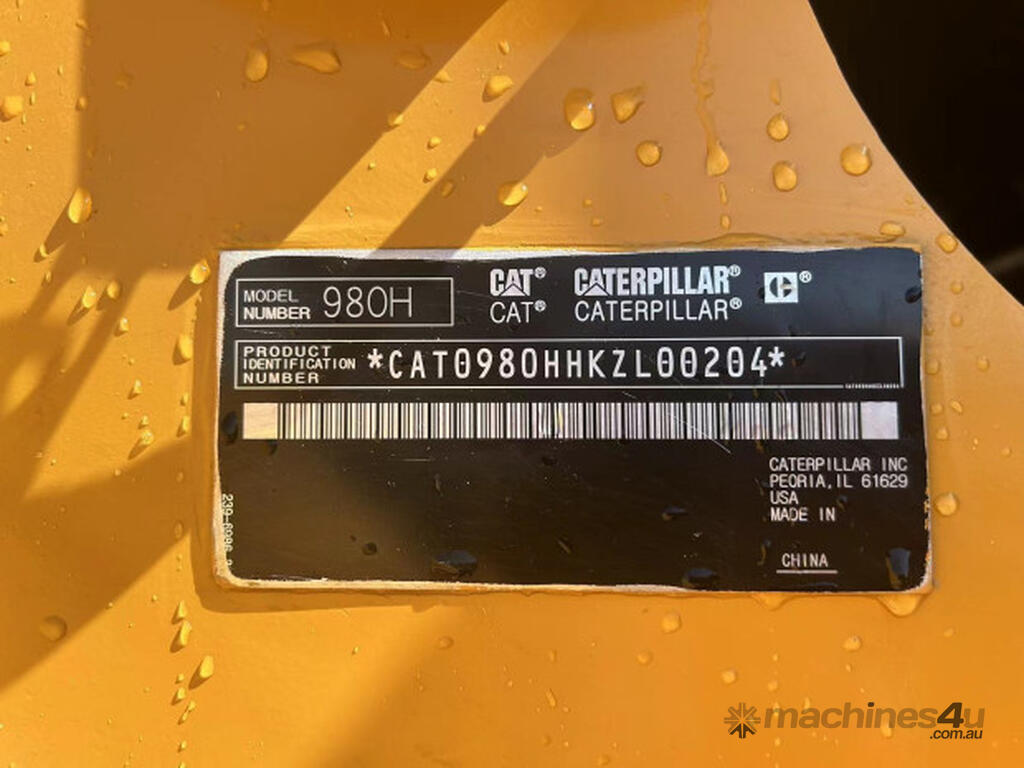 MODEL NUMBER 980H
CAT® CATERPILLAR® C®
CAT® CATERPILLAR®
PRODUCT IDENTIFICATION NUMBER *CAT0980HHKZL00204*
CATERPILLAR INC
PEORIA, IL 61629
USA
MADE IN
CHINA
machines4u
.com.au